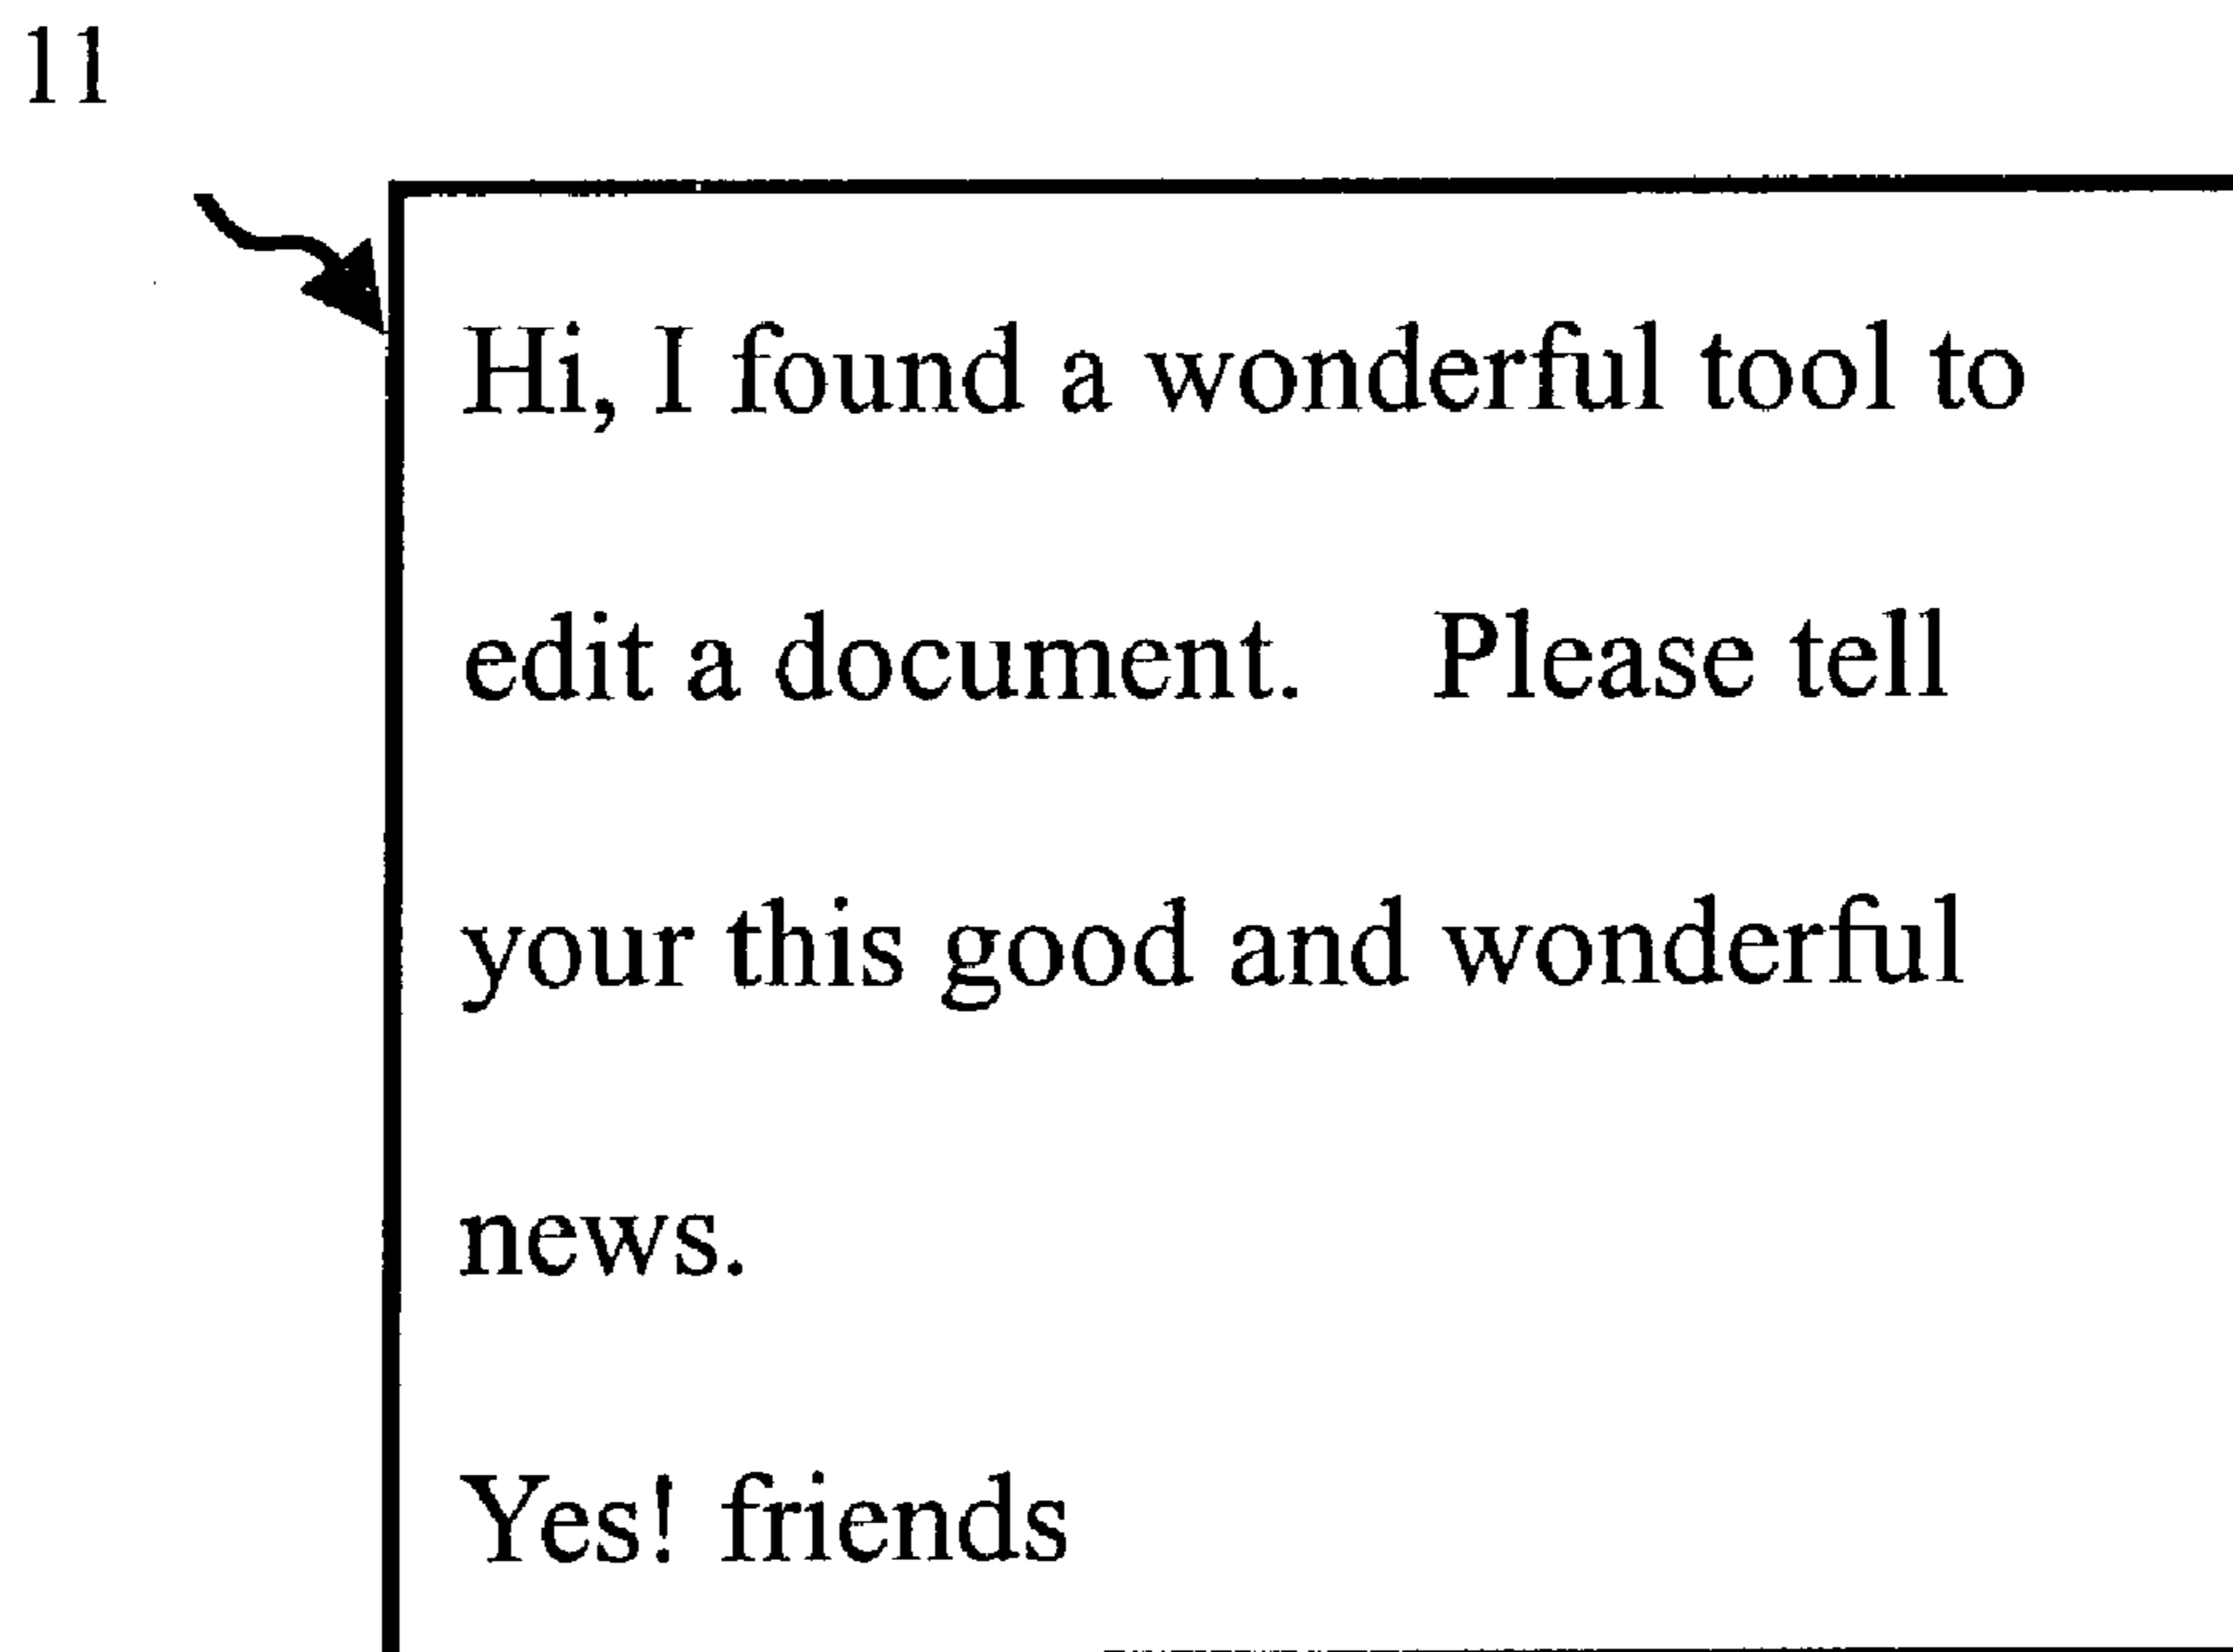 11
Hi, I found a wonderful tool to
edit a document. Please tell
your this good and wonderful
news.
Yes! friends